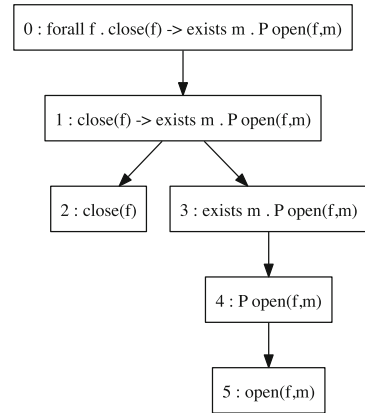 0 : forall f . close(f) -> exists m . P open(f,m)
1 : close(f) -> exists m . P open(f,m)
2 : close(f)
3 : exists m . P open(f,m)
4 : P open(f,m)
5 : open(f,m)